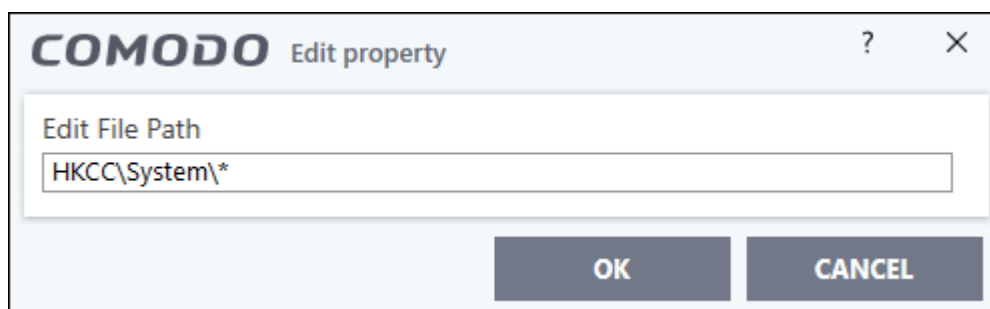 COMODO Edit property ? ×
Edit File Path
HKCC\System\*
OK CANCEL